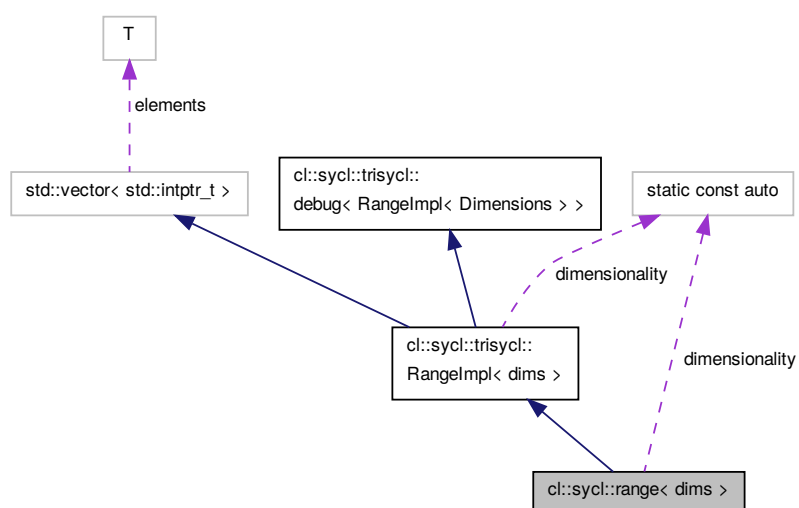 T
elements
std::vector< std::intptr_t >
cl::sycl::trisycl::
debug< RangeImpl< Dimensions > >
static const auto
dimensionality
cl::sycl::trisycl::
RangeImpl< dims >
dimensionality
cl::sycl::range< dims >